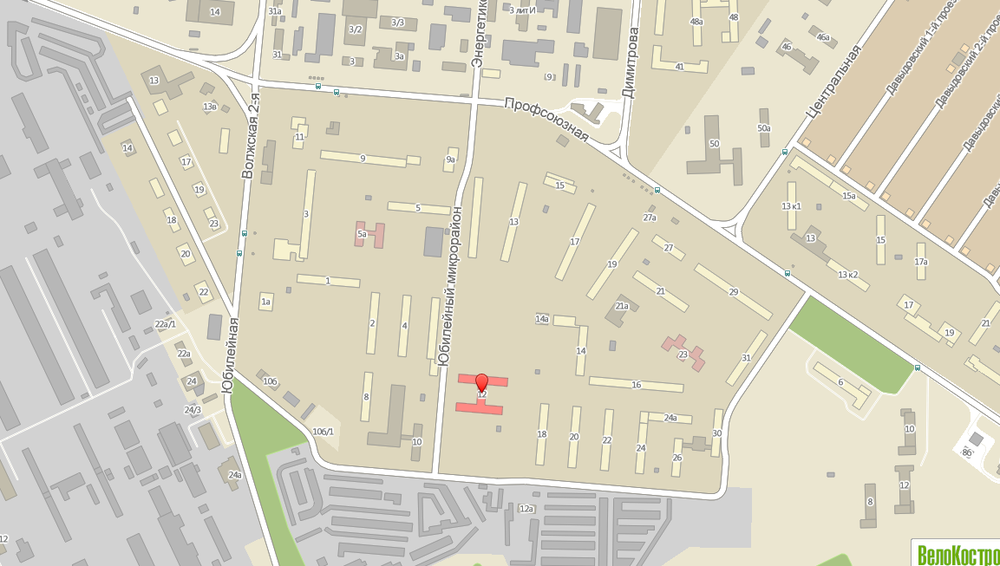 14
31а
3/3
3/2
31
3
3а
Энергетик
3 лит И
9
Димитрова
48а
48
41
46а
46
Центральная
Давыдовский 1-й прое
Давыдовский 2-й прое
Давыдовский
Давы
13
13в
Волжская 2-я
Профсоюзная
50
50а
11
9
9а
14
17
19
18
23
20
22
3
5
5а
1
1а
2
4
8
10
Юбилейный микрорайон
13
15
17
19
27а
27
21
21а
29
14а
14
23
31
16
12
18
20
22
24
24а
26
30
13 к1
13
13 к2
15а
15
17а
17
19
21
6
10
8б
12
8
22а/1
22а
24
24/3
24а
Юбилейная
10б
10б/1
12а
12
ВелоКостро